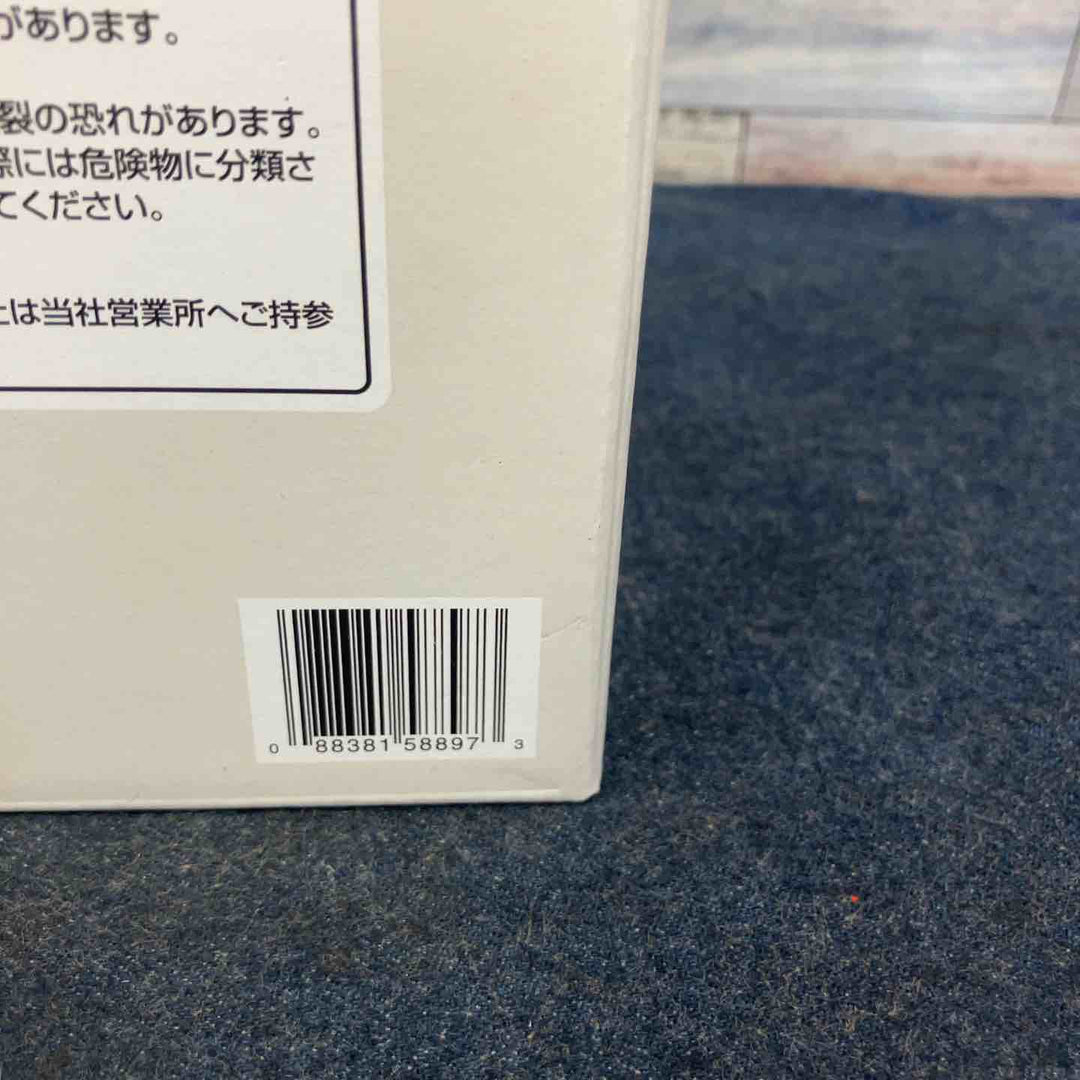 があります。
裂の恐れがあります。
際には危険物に分類さ
てください。
は当社営業所へご持参
0 88381 58897 3